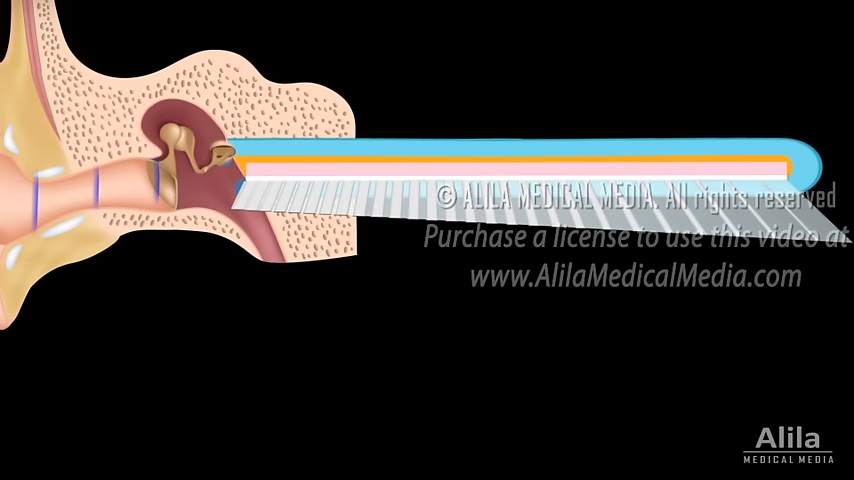 © ALILA MEDICAL MEDIA. All rights reserved
Purchase a license to use this video at
www.AlilaMedicalMedia.com
Alila
MEDICAL MEDIA